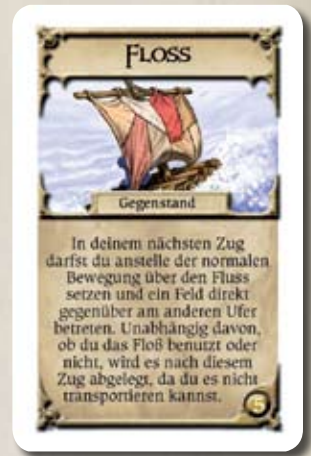 FLOSS
Gegenstand
In deinem nächsten Zug
darfst du anstelle der normalen
Bewegung über den Fluss
setzen und ein Feld direkt
gegenüber am anderen Ufer
betreten. Unabhängig davon,
ob du das Floß benutzt oder
nicht, wird es nach diesem
Zug abgelegt, da du es nicht
transportieren kannst.
5